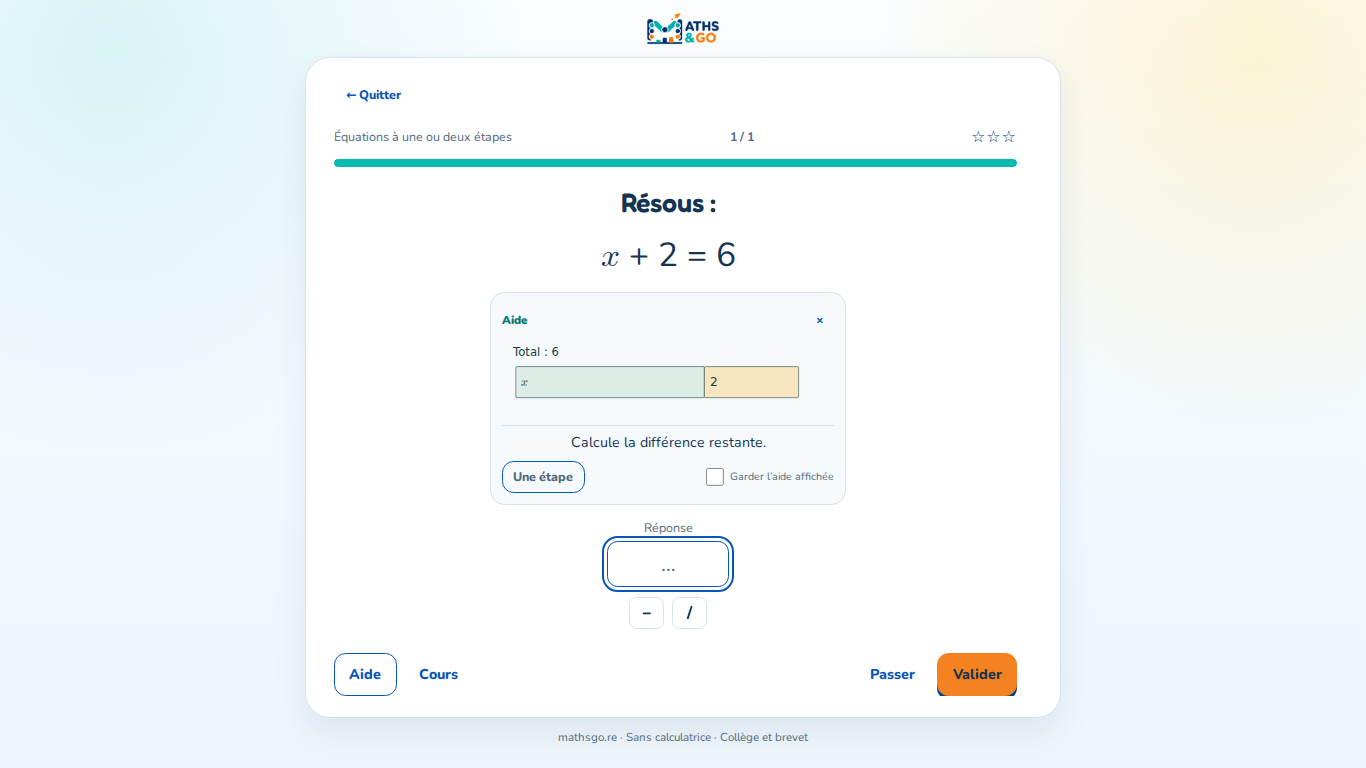 MATHS
&GO
← Quitter
Équations à une ou deux étapes
1 / 1
☆☆☆
Résous :
x + 2 = 6
Aide
×
Total : 6
x
2
Calcule la différence restante.
Une étape
Garder l’aide affichée
Réponse
...
−
/
Aide
Cours
Passer
Valider
mathsgo.re · Sans calculatrice · Collège et brevet